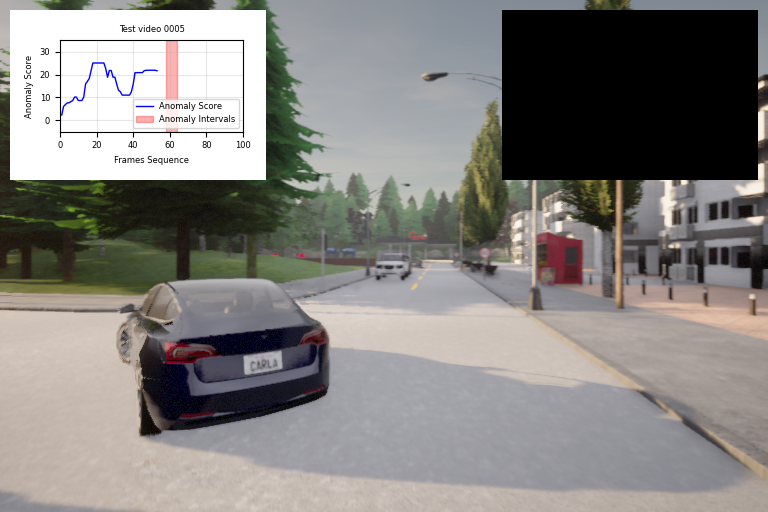 Test video 0005
Anomaly Score
30
20
10
0
Anomaly Score
Anomaly Intervals
0 20 40 60 80 100
Frames Sequence
CARLA